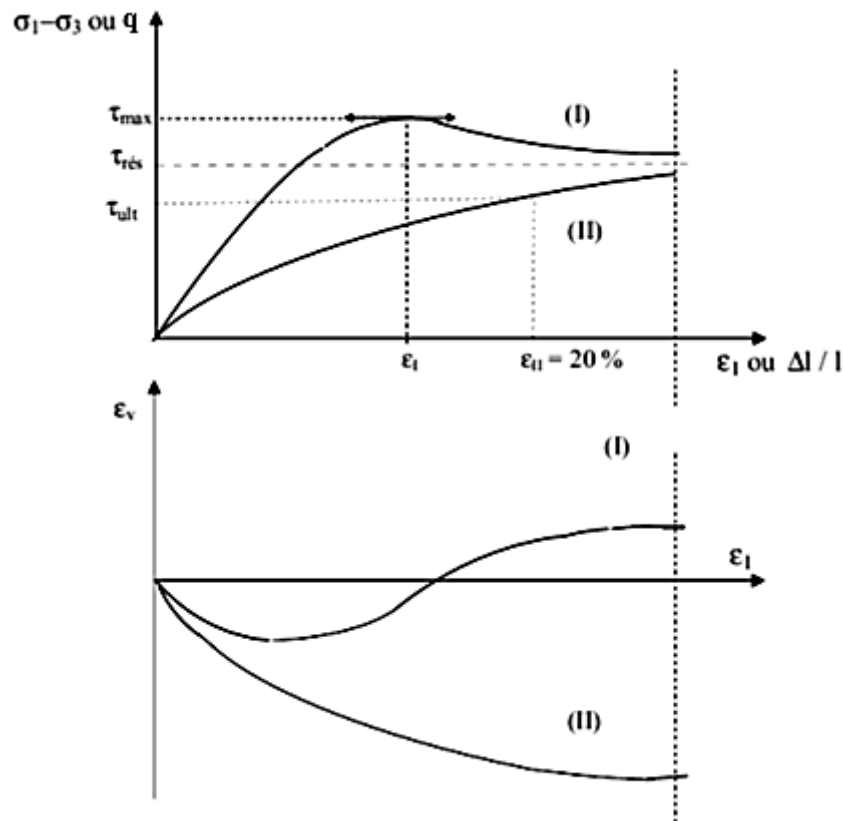 σ₁–σ₃ ou q
τmax
(I)
τrés
τult
(II)
ε₁
εf1 = 20 %
ε₁ ou Δl / l
εv
(I)
ε₁
(II)